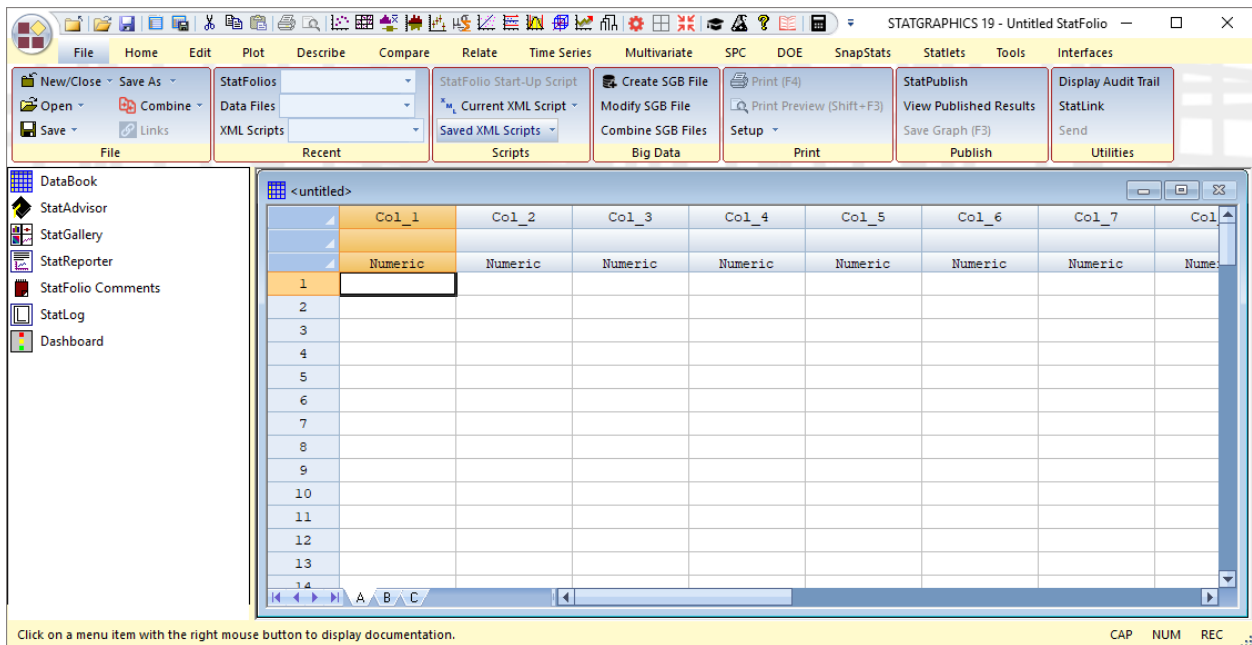 STATGRAPHICS 19 - Untitled StatFolio
File Home Edit Plot Describe Compare Relate Time Series Multivariate SPC DOE SnapStats Statlets Tools Interfaces
New/Close Save As StatFolios StatFolio Start-Up Script Create SGB File Print (F4) StatPublish Display Audit Trail
Open Combine Data Files Current XML Script Modify SGB File Print Preview (Shift+F3) View Published Results StatLink
Save Links XML Scripts Saved XML Scripts Combine SGB Files Setup Save Graph (F3) Send
File Recent Scripts Big Data Print Publish Utilities
DataBook
StatAdvisor
StatGallery
StatReporter
StatFolio Comments
StatLog
Dashboard
<untitled>
Col_1 Col_2 Col_3 Col_4 Col_5 Col_6 Col_7 Col
Numeric Numeric Numeric Numeric Numeric Numeric Numeric Nume
1
2
3
4
5
6
7
8
9
10
11
12
13
14
A B C
Click on a menu item with the right mouse button to display documentation.
CAP NUM REC